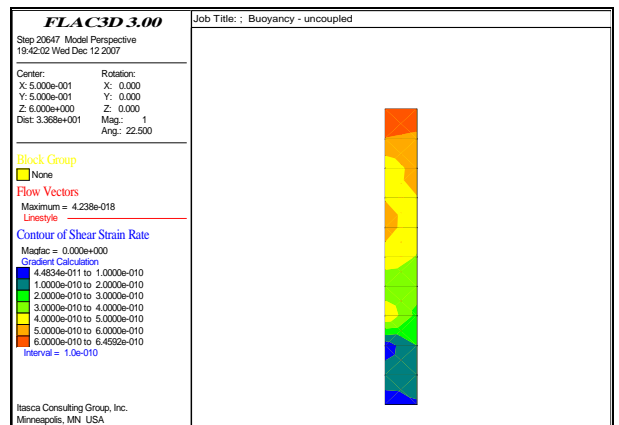 FLAC3D 3.00
Step 20647 Model Perspective
19:42:02 Wed Dec 12 2007
Center: Rotation:
X: 5.000e-001 X: 0.000
Y: 5.000e-001 Y: 0.000
Z: 6.000e+000 Z: 0.000
Dist: 3.368e+001 Mag.: 1
Ang.: 22.500
Block Group
None
Flow Vectors
Maximum = 4.238e-018
Linestyle
Contour of Shear Strain Rate
Magfac = 0.000e+000
Gradient Calculation
4.4834e-011 to 1.0000e-010
1.0000e-010 to 2.0000e-010
2.0000e-010 to 3.0000e-010
3.0000e-010 to 4.0000e-010
4.0000e-010 to 5.0000e-010
5.0000e-010 to 6.0000e-010
6.0000e-010 to 6.4592e-010
Interval = 1.0e-010
Itasca Consulting Group, Inc.
Minneapolis, MN USA
Job Title: ; Buoyancy - uncoupled